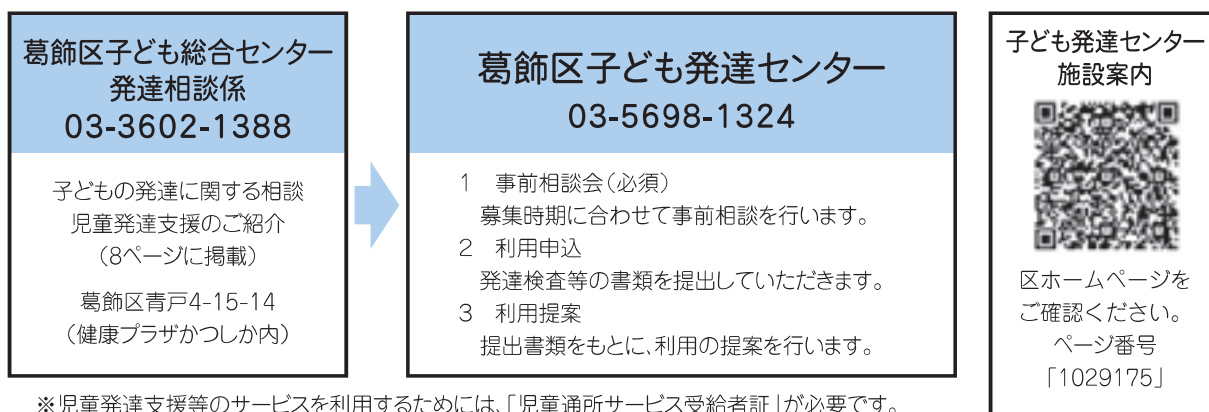 葛飾区子ども総合センター
発達相談係
03-3602-1388
子どもの発達に関する相談
児童発達支援のご紹介
（8ページに掲載）
葛飾区青戸4-15-14
（健康プラザかつしか内）
葛飾区子ども発達センター
03-5698-1324
1　事前相談会（必須）
募集時期に合わせて事前相談を行います。
2　利用申込
発達検査等の書類を提出していただきます。
3　利用提案
提出書類をもとに、利用の提案を行います。
子ども発達センター
施設案内
区ホームページを
ご確認ください。
ページ番号
「1029175」
※児童発達支援等のサービスを利用するためには、「児童通所サービス受給者証」が必要です。